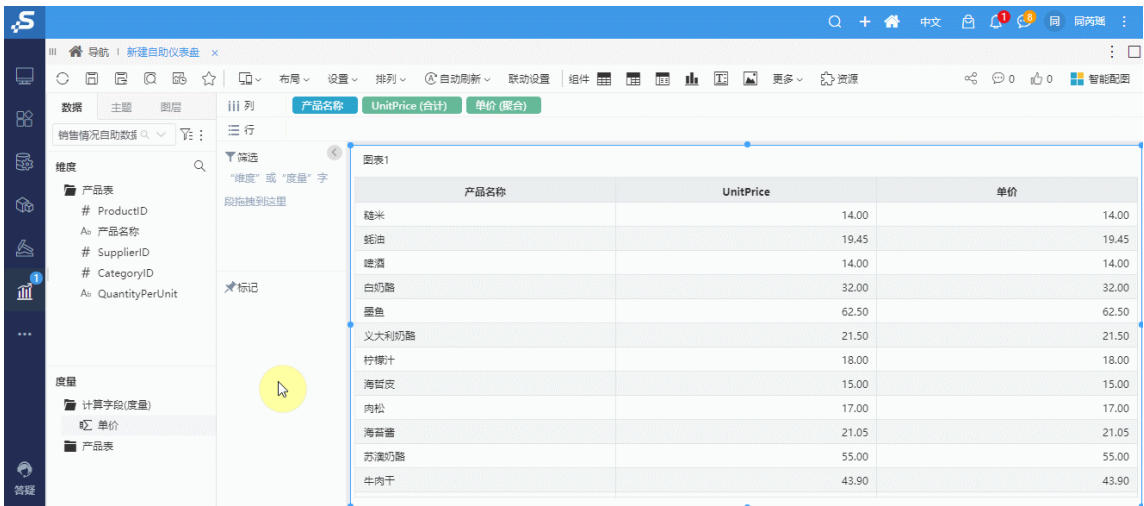 中文 1 8 同 同芮瑶
导航 新建自助仪表盘 ×
布局 设置 排列 自动刷新 联动设置 组件 更多 资源 0 0 智能配图
数据 主题 图层 列 产品名称 UnitPrice (合计) 单价 (聚合)
销售情况自助数据 行
维度 筛选 图表1
产品表 "维度" 或 "度量" 字
段拖拽到这里
# ProductID
Ab 产品名称
# SupplierID
# CategoryID
Ab QuantityPerUnit
标记
1
度量
计算字段(度量)
单价
产品表
答疑
产品名称 UnitPrice 单价
糙米 14.00 14.00
蚝油 19.45 19.45
啤酒 14.00 14.00
白奶酪 32.00 32.00
墨鱼 62.50 62.50
义大利奶酪 21.50 21.50
柠檬汁 18.00 18.00
海哲皮 15.00 15.00
肉松 17.00 17.00
海苔酱 21.05 21.05
苏澳奶酪 55.00 55.00
牛肉干 43.90 43.90